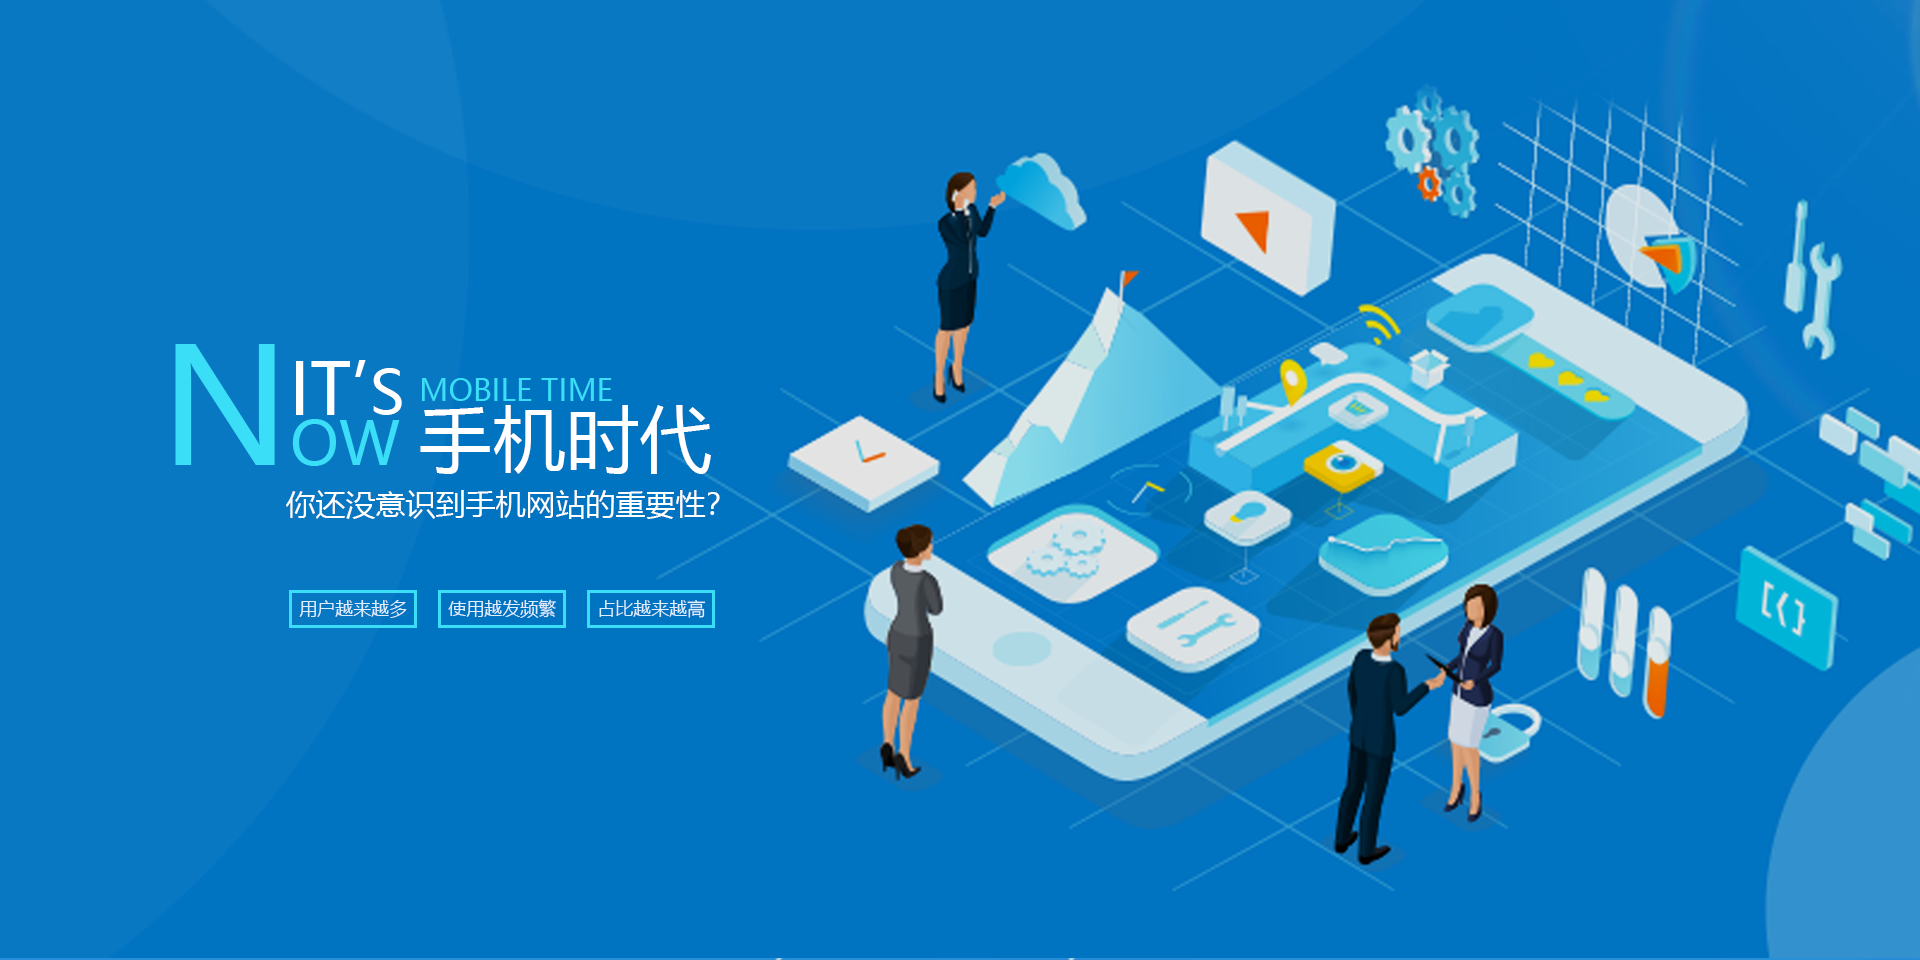 NOW IT’S
MOBILE TIME
手机时代
你还没意识到手机网站的重要性?
用户越来越多
使用越发频繁
占比越来越高
[{}]